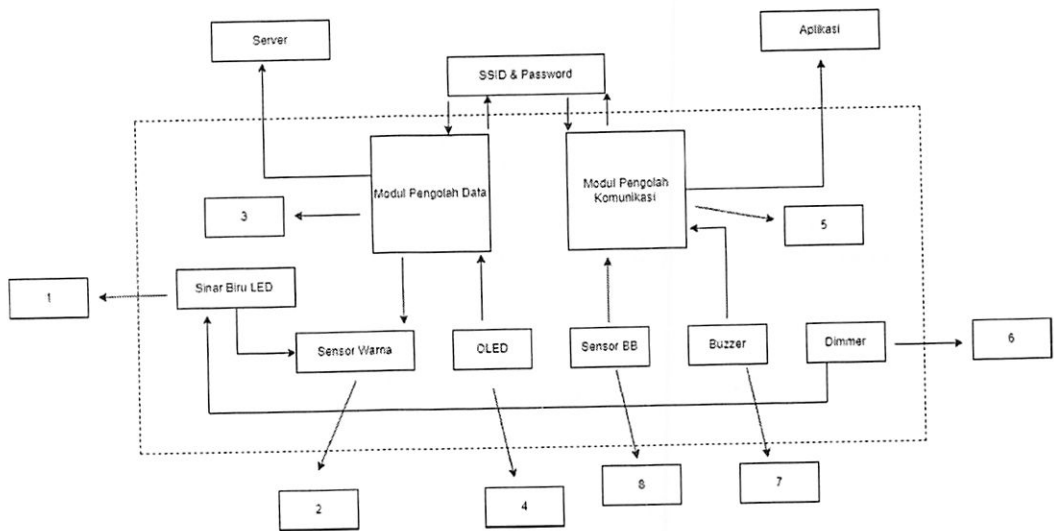 Server
Aplikasi
SSID & Password
Modul Pengolah Data
Modul Pengolah
Komunikasi
3
5
1
Sinar Biru LED
Sensor Warna
OLED
Sensor BB
Buzzer
Dimmer
6
2
4
8
7